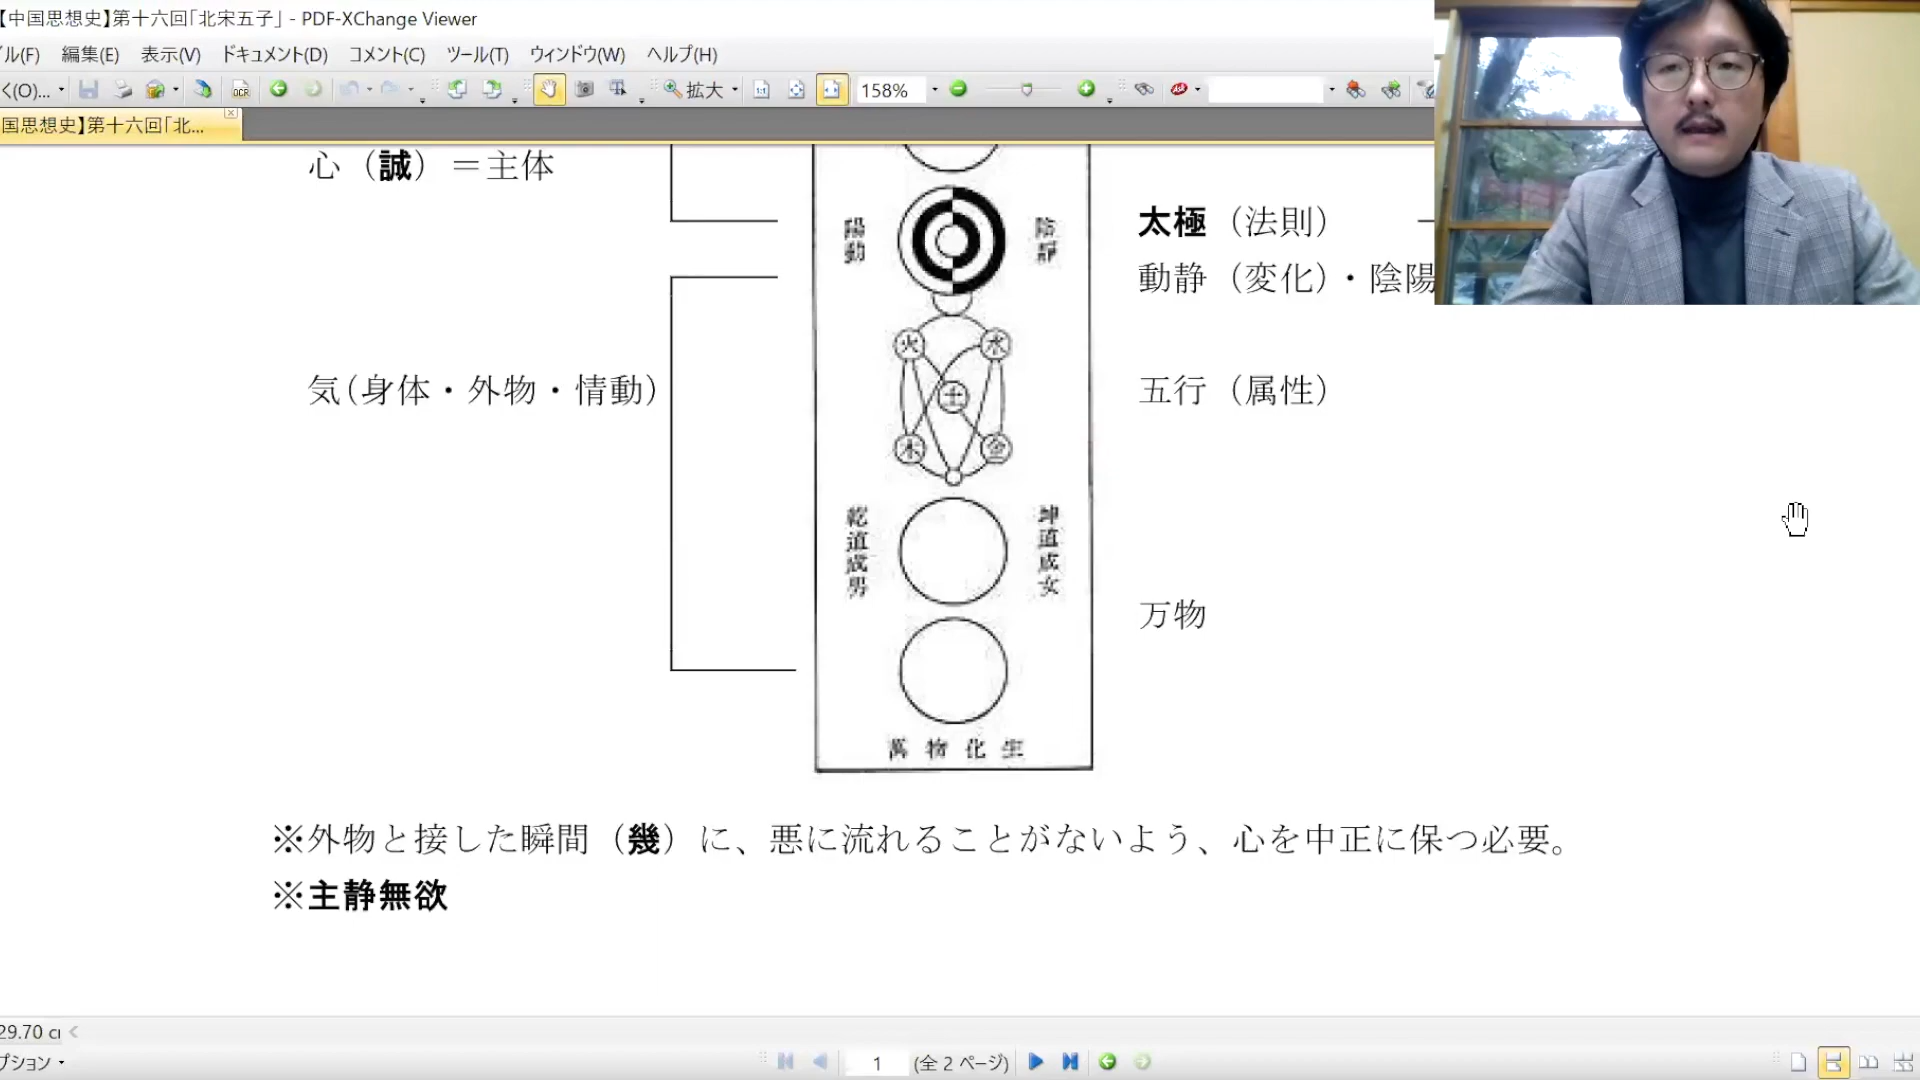 【中国思想史】第十六回「北宋五子」 - PDF-XChange Viewer
イル(F) 編集(E) 表示(V) ドキュメント(D) コメント(C) ツール(T) ウィンドウ(W) ヘルプ(H)
く(O)... OCR 拡大 158%
国思想史】第十六回「北...
心（誠）＝主体
陽動 陰靜
太極（法則）
動静（変化）・陰陽
火 水
土
気(身体・外物・情動)
五行（属性）
木 金
乾道成男 坤道成女
万物
萬物化生
※外物と接した瞬間（幾）に、悪に流れることがないよう、心を中正に保つ必要。
※主静無欲
29.70 c
プション
1 (全 2 ページ)